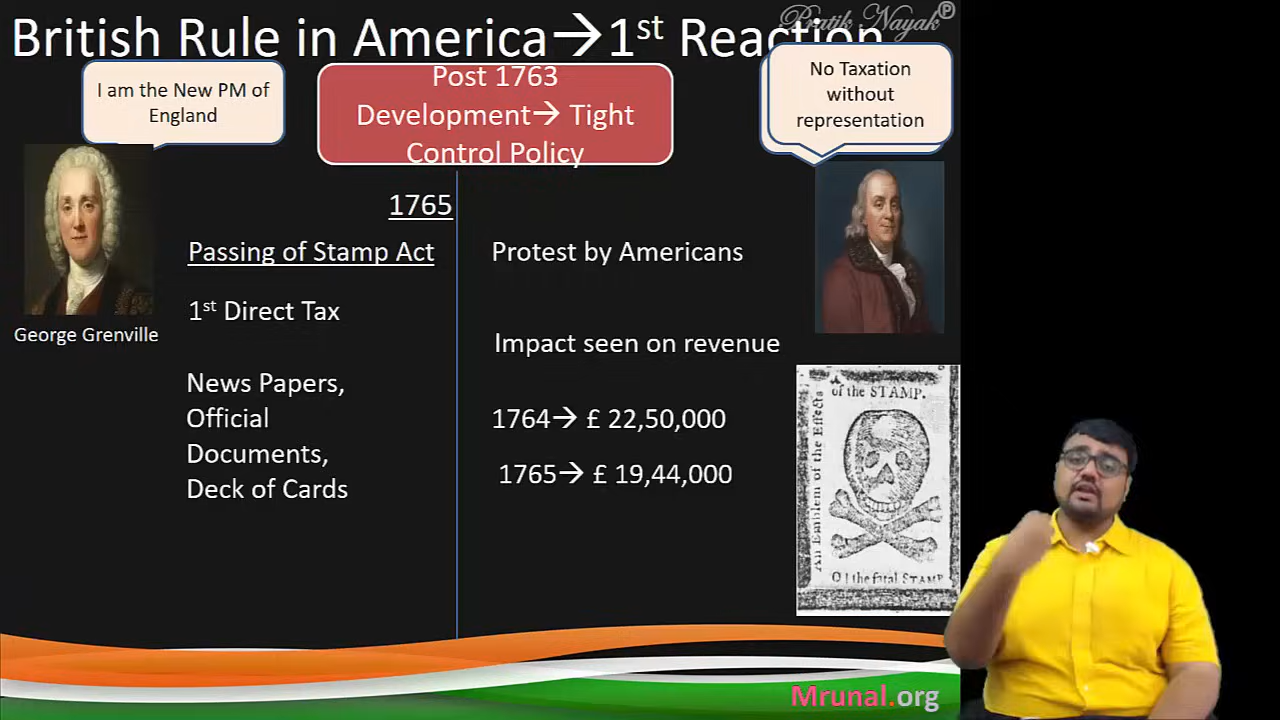 British Rule in America→1st Reaction
Pratik Nayak®
I am the New PM of
England
Post 1763
Development→ Tight
Control Policy
No Taxation
without
representation
George Grenville
1765
Passing of Stamp Act
1st Direct Tax
News Papers,
Official
Documents,
Deck of Cards
Protest by Americans
Impact seen on revenue
1764→ £ 22,50,000
1765→ £ 19,44,000
An Emblem of the Effects
of the STAMP.
O! the fatal STAMP
Mrunal.org